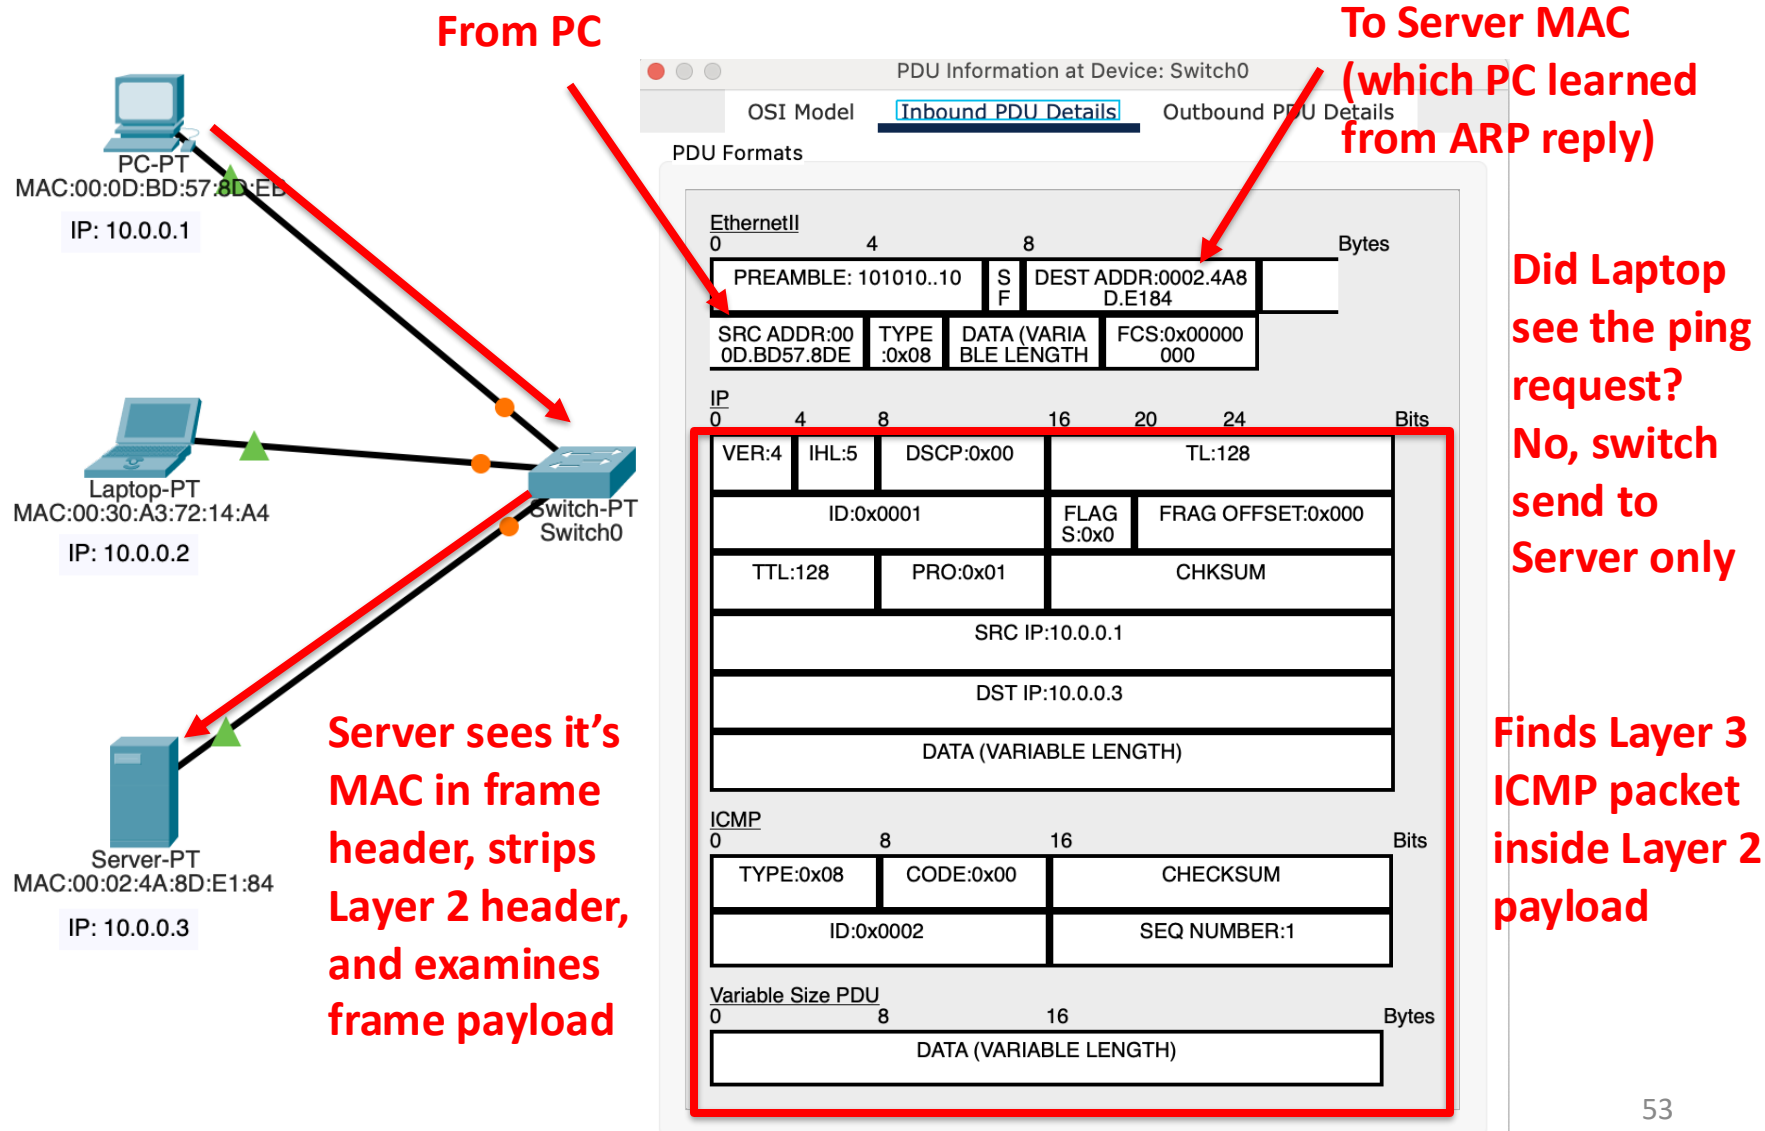 From PC
To Server MAC
(which PC learned
from ARP reply)
PC-PT
MAC:00:0D:BD:57:8D:EB
IP: 10.0.0.1
Laptop-PT
MAC:00:30:A3:72:14:A4
IP: 10.0.0.2
Switch-PT
Switch0
Server-PT
MAC:00:02:4A:8D:E1:84
IP: 10.0.0.3
Server sees it’s
MAC in frame
header, strips
Layer 2 header,
and examines
frame payload
PDU Information at Device: Switch0
OSI Model Inbound PDU Details Outbound PDU Details
PDU Formats
EthernetII
0 4 8 Bytes
PREAMBLE: 101010..10 S DEST ADDR:0002.4A8
F D.E184
SRC ADDR:00 TYPE DATA (VARIA FCS:0x00000
0D.BD57.8DE :0x08 BLE LENGTH 000
IP
0 4 8 16 20 24 Bits
VER:4 IHL:5 DSCP:0x00 TL:128
ID:0x0001 FLAG FRAG OFFSET:0x000
S:0x0
TTL:128 PRO:0x01 CHKSUM
SRC IP:10.0.0.1
DST IP:10.0.0.3
DATA (VARIABLE LENGTH)
ICMP
0 8 16 Bits
TYPE:0x08 CODE:0x00 CHECKSUM
ID:0x0002 SEQ NUMBER:1
Variable Size PDU
0 8 16 Bytes
DATA (VARIABLE LENGTH)
Did Laptop
see the ping
request?
No, switch
send to
Server only
Finds Layer 3
ICMP packet
inside Layer 2
payload
53